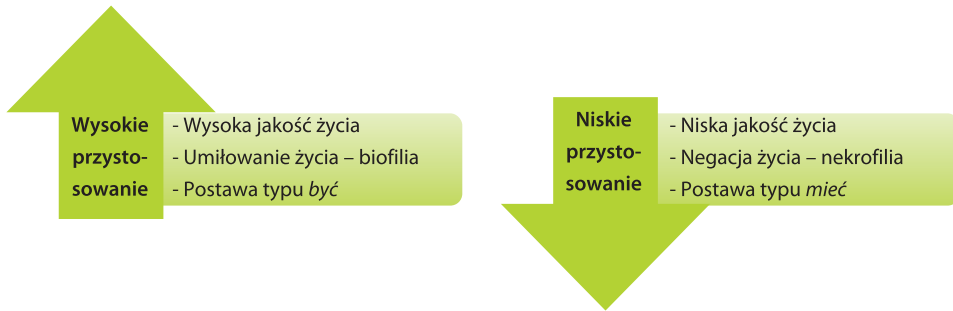 Wysokie
przysto-
sowanie
- Wysoka jakość życia
- Umiłowanie życia – biofilia
- Postawa typu być
Niskie
przysto-
sowanie
- Niska jakość życia
- Negacja życia – nekrofilia
- Postawa typu mieć